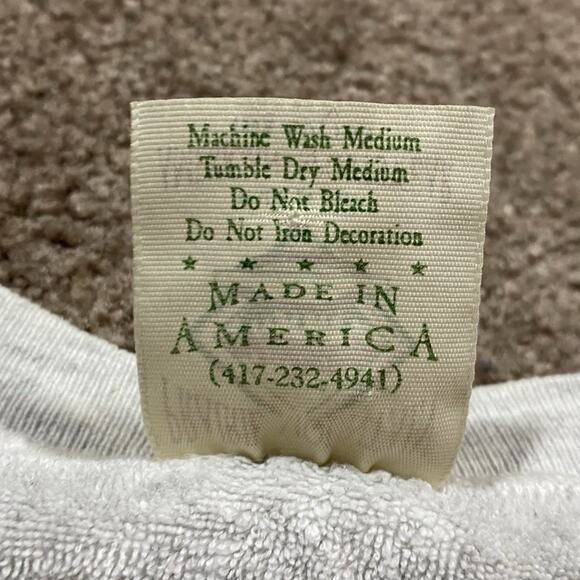 Machine Wash Medium
Tumble Dry Medium
Do Not Bleach
Do Not Iron Decoration
★ ★ ★ ★ ★
MADE IN
AMERICA
(417-232-4941)